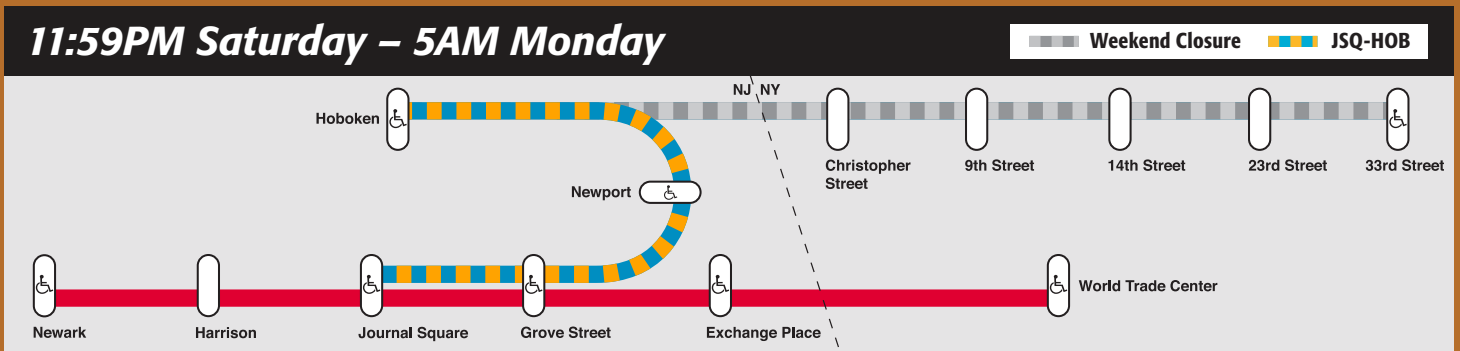 11:59PM Saturday – 5AM Monday
Weekend Closure
JSQ-HOB
NJ
NY
Hoboken
Christopher
Street
9th Street
14th Street
23rd Street
33rd Street
Newport
World Trade Center
Newark
Harrison
Journal Square
Grove Street
Exchange Place